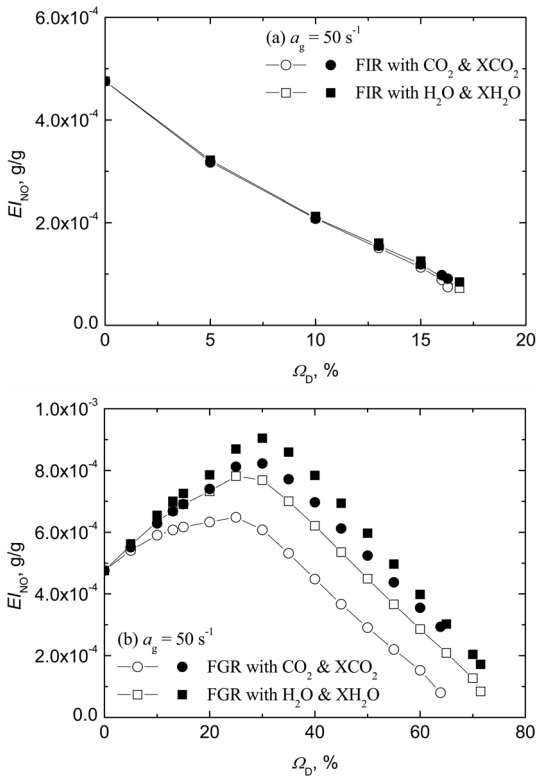 (a) a_g = 50 s⁻¹
FIR with CO₂ & XCO₂
FIR with H₂O & XH₂O
EI_NO, g/g
6.0x10⁻⁴
4.0x10⁻⁴
2.0x10⁻⁴
0.0
0 5 10 15 20
Ω_D, %
1.0x10⁻³
8.0x10⁻⁴
6.0x10⁻⁴
4.0x10⁻⁴
2.0x10⁻⁴
0.0
EI_NO, g/g
(b) a_g = 50 s⁻¹
FGR with CO₂ & XCO₂
FGR with H₂O & XH₂O
0 20 40 60 80
Ω_D, %